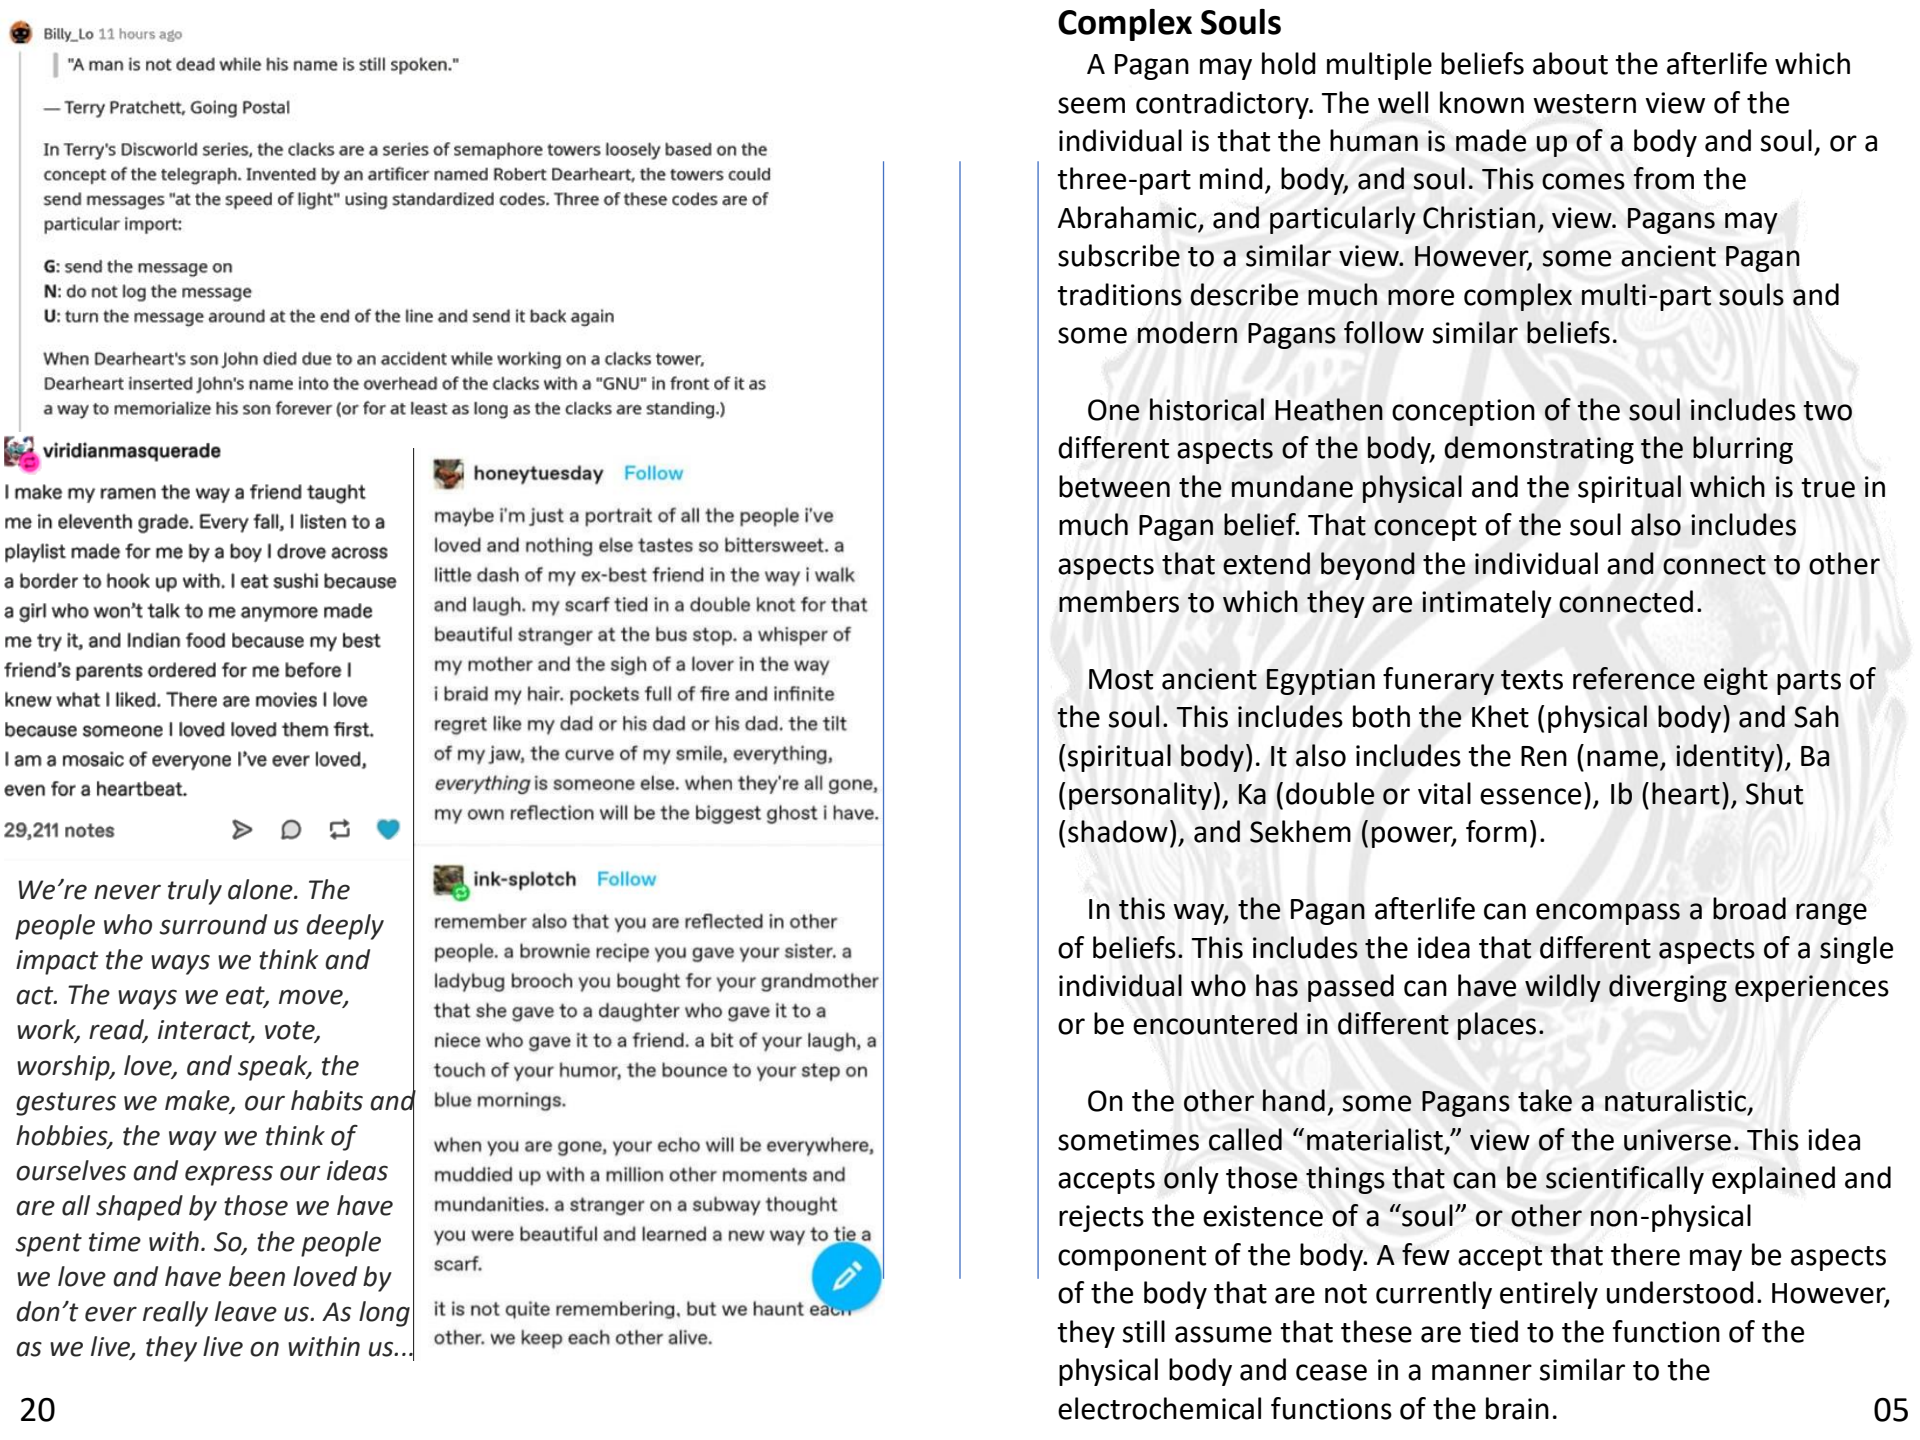 Billy_Lo 11 hours ago
"A man is not dead while his name is still spoken."
— Terry Pratchett, Going Postal
In Terry's Discworld series, the clacks are a series of semaphore towers loosely based on the
concept of the telegraph. Invented by an artificer named Robert Dearheart, the towers could
send messages "at the speed of light" using standardized codes. Three of these codes are of
particular import:
G: send the message on
N: do not log the message
U: turn the message around at the end of the line and send it back again
When Dearheart's son John died due to an accident while working on a clacks tower,
Dearheart inserted John's name into the overhead of the clacks with a "GNU" in front of it as
a way to memorialize his son forever (or for at least as long as the clacks are standing.)
viridianmasquerade
I make my ramen the way a friend taught
me in eleventh grade. Every fall, I listen to a
playlist made for me by a boy I drove across
a border to hook up with. I eat sushi because
a girl who won't talk to me anymore made
me try it, and Indian food because my best
friend's parents ordered for me before I
knew what I liked. There are movies I love
because someone I loved loved them first.
I am a mosaic of everyone I've ever loved,
even for a heartbeat.
29,211 notes
We're never truly alone. The
people who surround us deeply
impact the ways we think and
act. The ways we eat, move,
work, read, interact, vote,
worship, love, and speak, the
gestures we make, our habits and
hobbies, the way we think of
ourselves and express our ideas
are all shaped by those we have
spent time with. So, the people
we love and have been loved by
don't ever really leave us. As long
as we live, they live on within us...
honeytuesday Follow
maybe i'm just a portrait of all the people i've
loved and nothing else tastes so bittersweet. a
little dash of my ex-best friend in the way i walk
and laugh. my scarf tied in a double knot for that
beautiful stranger at the bus stop. a whisper of
my mother and the sigh of a lover in the way
i braid my hair. pockets full of fire and infinite
regret like my dad or his dad or his dad. the tilt
of my jaw, the curve of my smile, everything,
everything is someone else. when they're all gone,
my own reflection will be the biggest ghost i have.
ink-splotch Follow
remember also that you are reflected in other
people. a brownie recipe you gave your sister. a
ladybug brooch you bought for your grandmother
that she gave to a daughter who gave it to a
niece who gave it to a friend. a bit of your laugh, a
touch of your humor, the bounce to your step on
blue mornings.
when you are gone, your echo will be everywhere,
muddied up with a million other moments and
mundanities. a stranger on a subway thought
you were beautiful and learned a new way to tie a
scarf.
it is not quite remembering, but we haunt each
other. we keep each other alive.
20
Complex Souls
A Pagan may hold multiple beliefs about the afterlife which
seem contradictory. The well known western view of the
individual is that the human is made up of a body and soul, or a
three-part mind, body, and soul. This comes from the
Abrahamic, and particularly Christian, view. Pagans may
subscribe to a similar view. However, some ancient Pagan
traditions describe much more complex multi-part souls and
some modern Pagans follow similar beliefs.
One historical Heathen conception of the soul includes two
different aspects of the body, demonstrating the blurring
between the mundane physical and the spiritual which is true in
much Pagan belief. That concept of the soul also includes
aspects that extend beyond the individual and connect to other
members to which they are intimately connected.
Most ancient Egyptian funerary texts reference eight parts of
the soul. This includes both the Khet (physical body) and Sah
(spiritual body). It also includes the Ren (name, identity), Ba
(personality), Ka (double or vital essence), Ib (heart), Shut
(shadow), and Sekhem (power, form).
In this way, the Pagan afterlife can encompass a broad range
of beliefs. This includes the idea that different aspects of a single
individual who has passed can have wildly diverging experiences
or be encountered in different places.
On the other hand, some Pagans take a naturalistic,
sometimes called “materialist,” view of the universe. This idea
accepts only those things that can be scientifically explained and
rejects the existence of a “soul” or other non-physical
component of the body. A few accept that there may be aspects
of the body that are not currently entirely understood. However,
they still assume that these are tied to the function of the
physical body and cease in a manner similar to the
electrochemical functions of the brain.
05